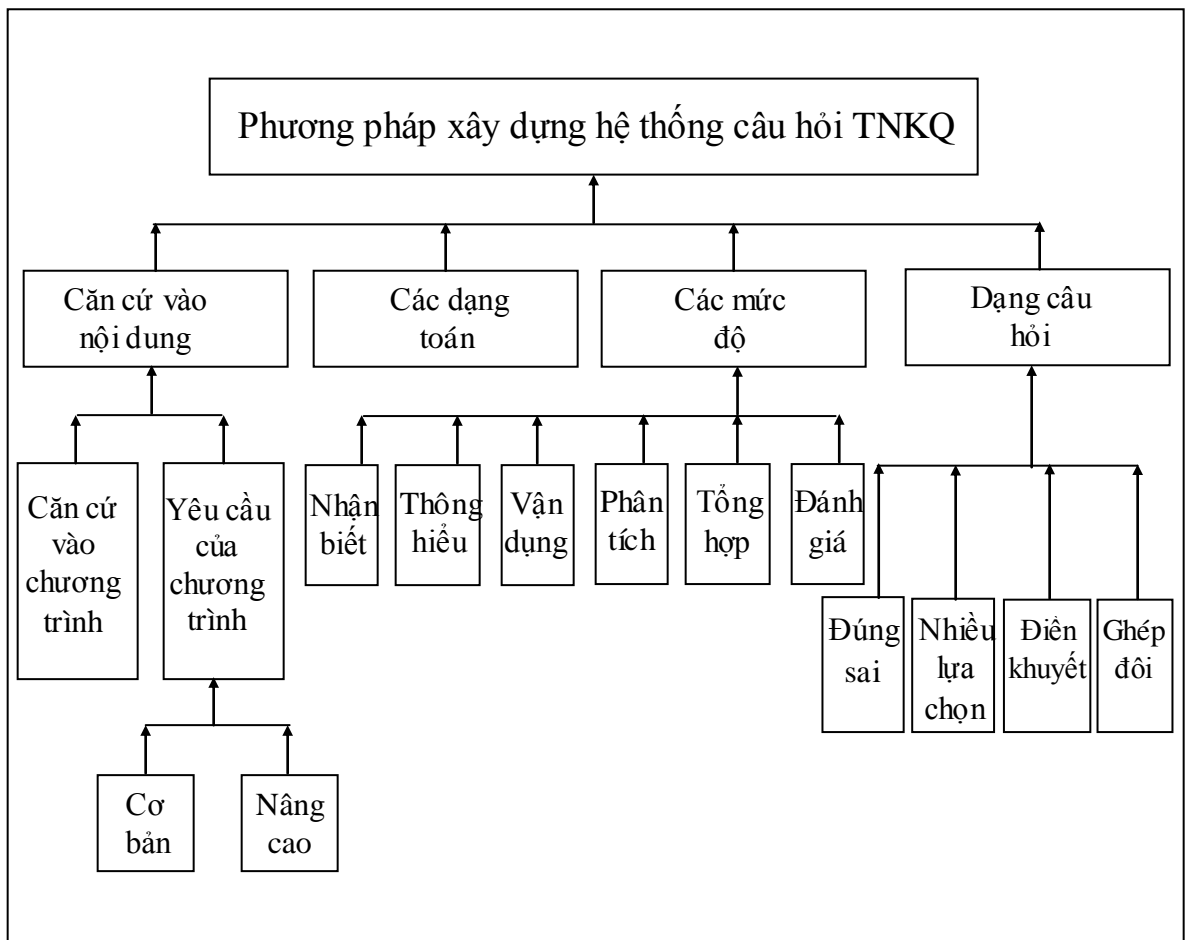 Phương pháp xây dựng hệ thống câu hỏi TNKQ
Căn cứ vào
nội dung
Các dạng
toán
Các mức
độ
Dạng câu
hỏi
Căn cứ
vào
chương
trình
Yêu cầu
của
chương
trình
Nhận
biết
Thông
hiểu
Vận
dụng
Phân
tích
Tổng
hợp
Đánh
giá
Đúng
sai
Nhiều
lựa
chọn
Điền
khuyết
Ghép
đôi
Cơ
bản
Nâng
cao